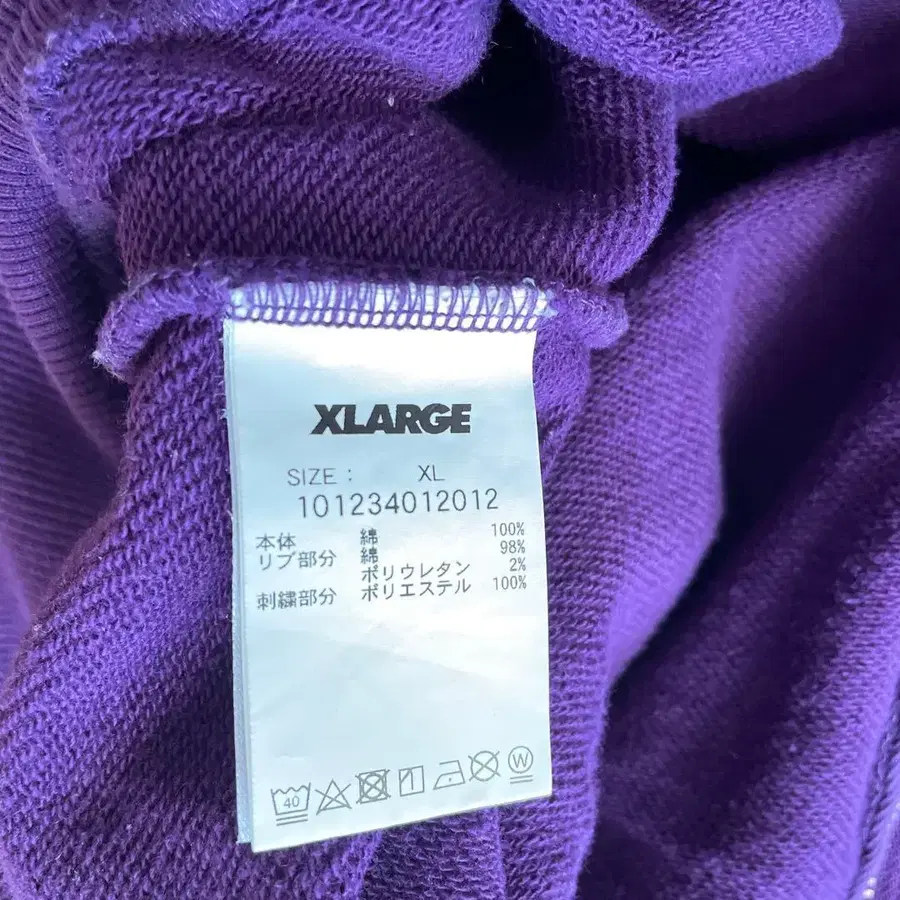 XLARGE
SIZE : XL
101234012012
本体 綿 100%
リブ部分 綿 98%
ポリウレタン 2%
刺繍部分 ポリエステル 100%
40 W